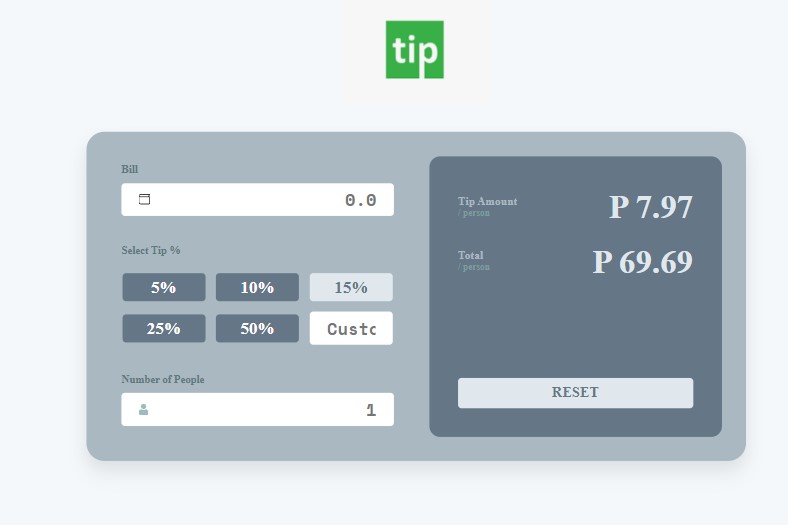 tip
Bill
0.0
Tip Amount
/ person
P 7.97
Select Tip %
Total
/ person
P 69.69
5%
10%
15%
25%
50%
Custc
Number of People
1
RESET